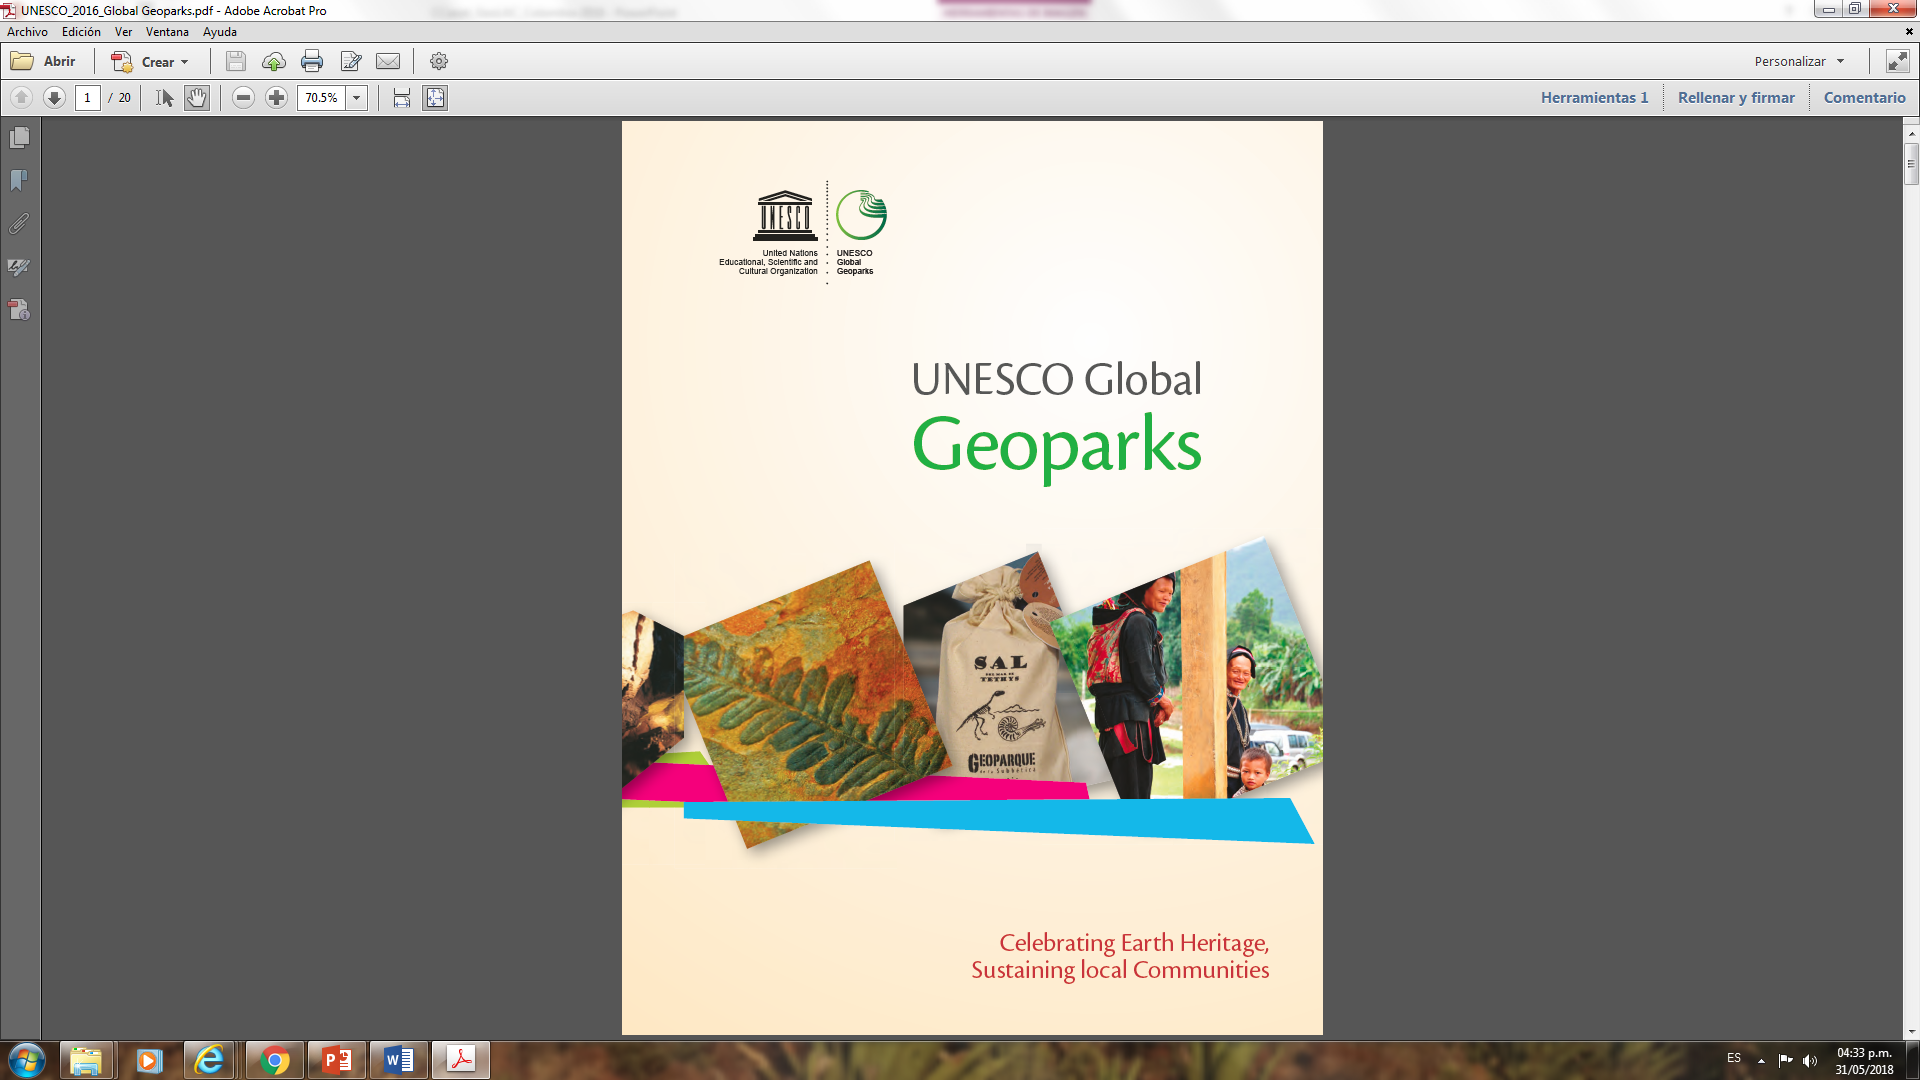 UNESCO_2016_Global Geoparks.pdf - Adobe Acrobat Pro
Archivo Edición Ver Ventana Ayuda
Abrir Crear Personalizar
1 / 20 70.5% Herramientas 1 Rellenar y firmar Comentario
UNESCO
United Nations
Educational, Scientific and
Cultural Organization
UNESCO
Global
Geoparks
UNESCO Global
Geoparks
SAL
TETHYS
GEOPARQUE
Celebrating Earth Heritage,
Sustaining local Communities
ES
04:33 p.m.
31/05/2018